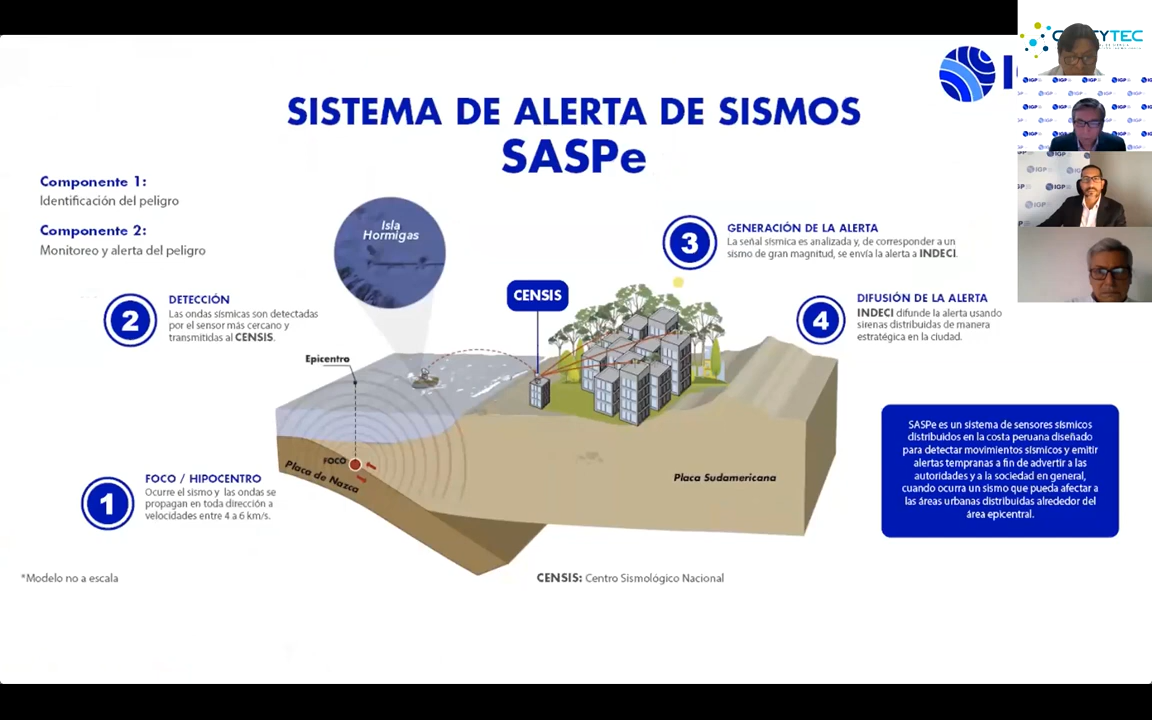 SISTEMA DE ALERTA DE SISMOS
SASPe
Componente 1:
Identificación del peligro
Componente 2:
Monitoreo y alerta del peligro
Isla
Hormigas
CENSIS
3
GENERACIÓN DE LA ALERTA
La señal sísmica es analizada y, de corresponder a un
sismo de gran magnitud, se envía la alerta a INDECI.
2
DETECCIÓN
Las ondas sísmicas son detectadas
por el sensor más cercano y
transmitidas al CENSIS.
4
DIFUSIÓN DE LA ALERTA
INDECI difunde la alerta usando
sirenas distribuidas de manera
estratégica en la ciudad.
Epicentro
FOCO
Placa de Nazca
Placa Sudamericana
1
FOCO / HIPOCENTRO
Ocurre el sismo y las ondas se
propagan en toda dirección a
velocidades entre 4 a 6 km/s.
SASPe es un sistema de sensores sísmicos
distribuidos en la costa peruana diseñado
para detectar movimientos sísmicos y emitir
alertas tempranas a fin de advertir a las
autoridades y a la sociedad en general,
cuando ocurra un sismo que pueda afectar a
las áreas urbanas distribuidas alrededor del
área epicentral.
*Modelo no a escala
CENSIS: Centro Sismológico Nacional
YTEC
IGP
IGP
IGP
IGP